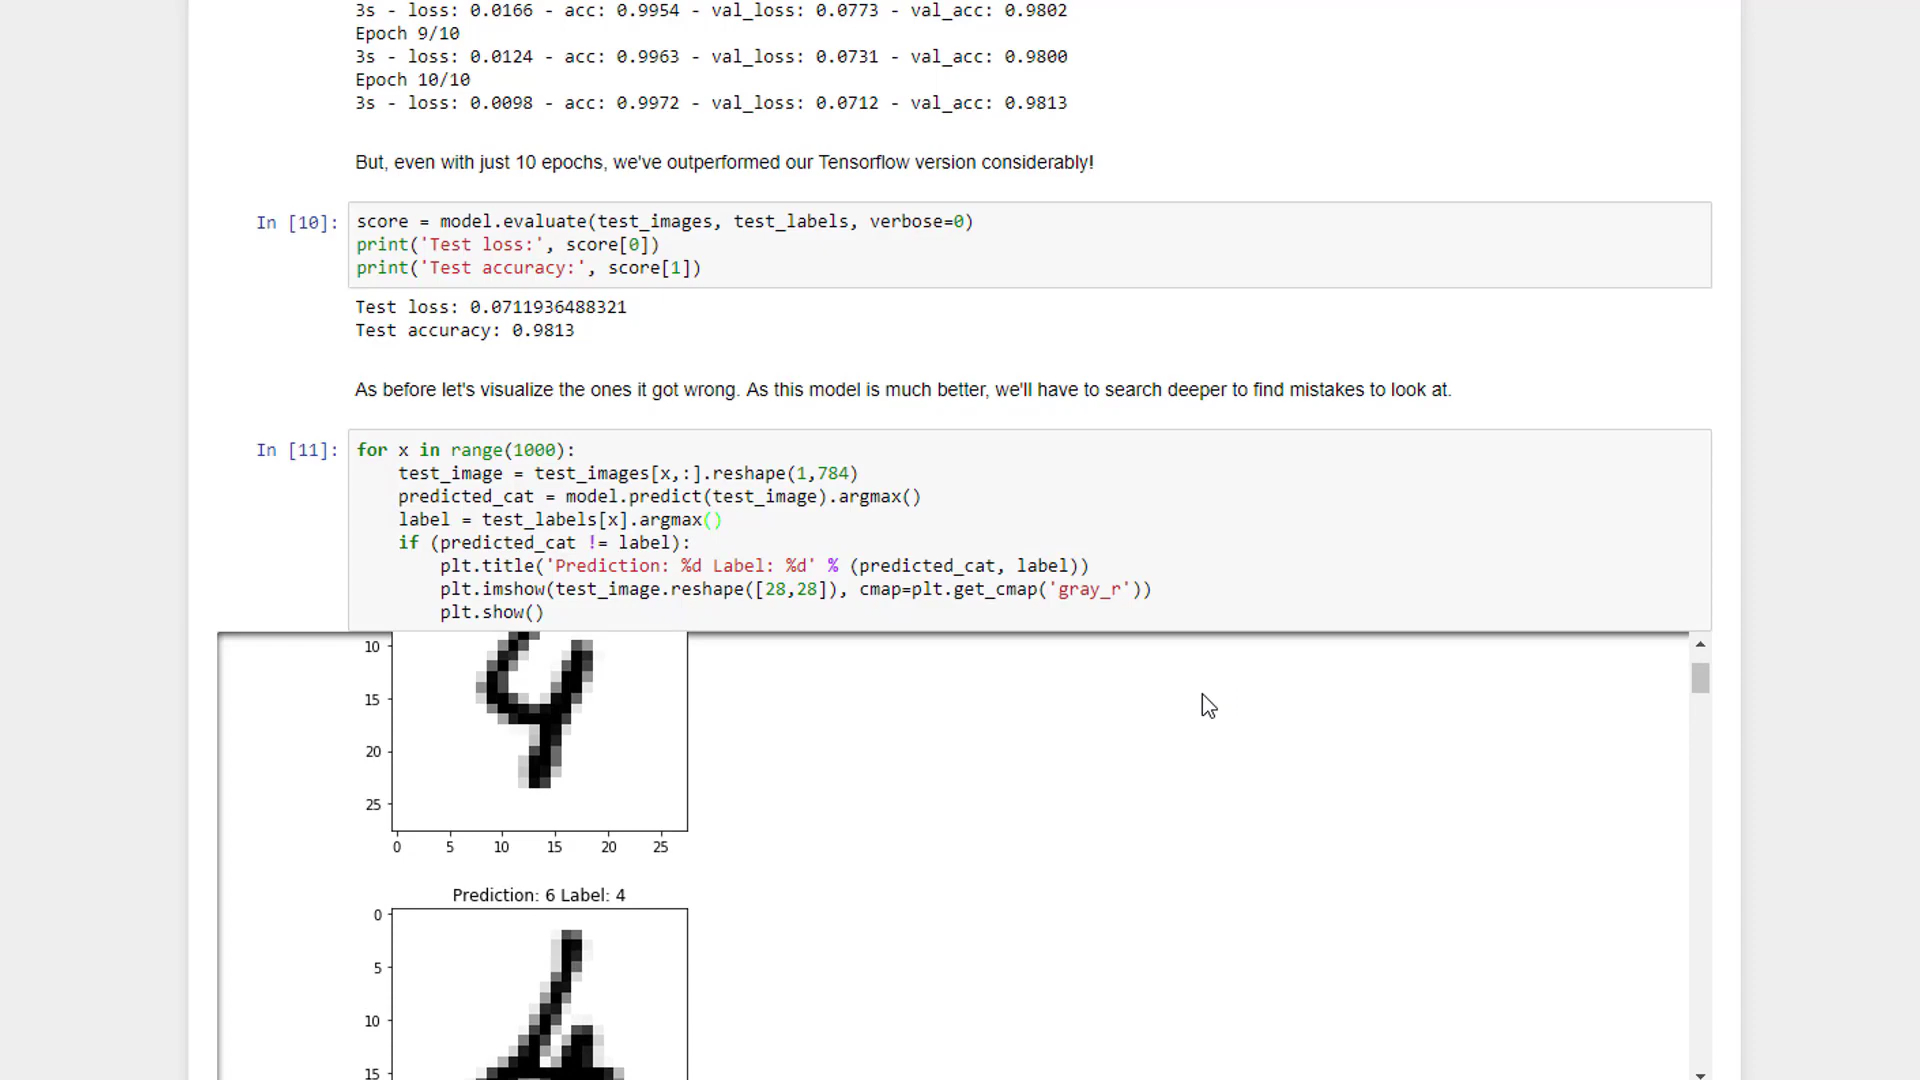 3s - loss: 0.0166 - acc: 0.9954 - val_loss: 0.0773 - val_acc: 0.9802
Epoch 9/10
3s - loss: 0.0124 - acc: 0.9963 - val_loss: 0.0731 - val_acc: 0.9800
Epoch 10/10
3s - loss: 0.0098 - acc: 0.9972 - val_loss: 0.0712 - val_acc: 0.9813
But, even with just 10 epochs, we've outperformed our Tensorflow version considerably!
In [10]: score = model.evaluate(test_images, test_labels, verbose=0)
print('Test loss:', score[0])
print('Test accuracy:', score[1])
Test loss: 0.0711936488321
Test accuracy: 0.9813
As before let's visualize the ones it got wrong. As this model is much better, we'll have to search deeper to find mistakes to look at.
In [11]: for x in range(1000):
    test_image = test_images[x,:].reshape(1,784)
    predicted_cat = model.predict(test_image).argmax()
    label = test_labels[x].argmax()
    if (predicted_cat != label):
        plt.title('Prediction: %d Label: %d' % (predicted_cat, label))
        plt.imshow(test_image.reshape([28,28]), cmap=plt.get_cmap('gray_r'))
        plt.show()
10
15
20
25
0 5 10 15 20 25
Prediction: 6 Label: 4
0
5
10
15